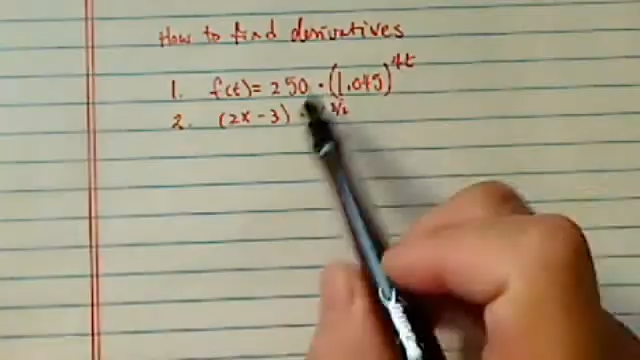 How to find derivatives
1. f(t) = 250 · (1.045)^4t
2. (2x - 3) ·